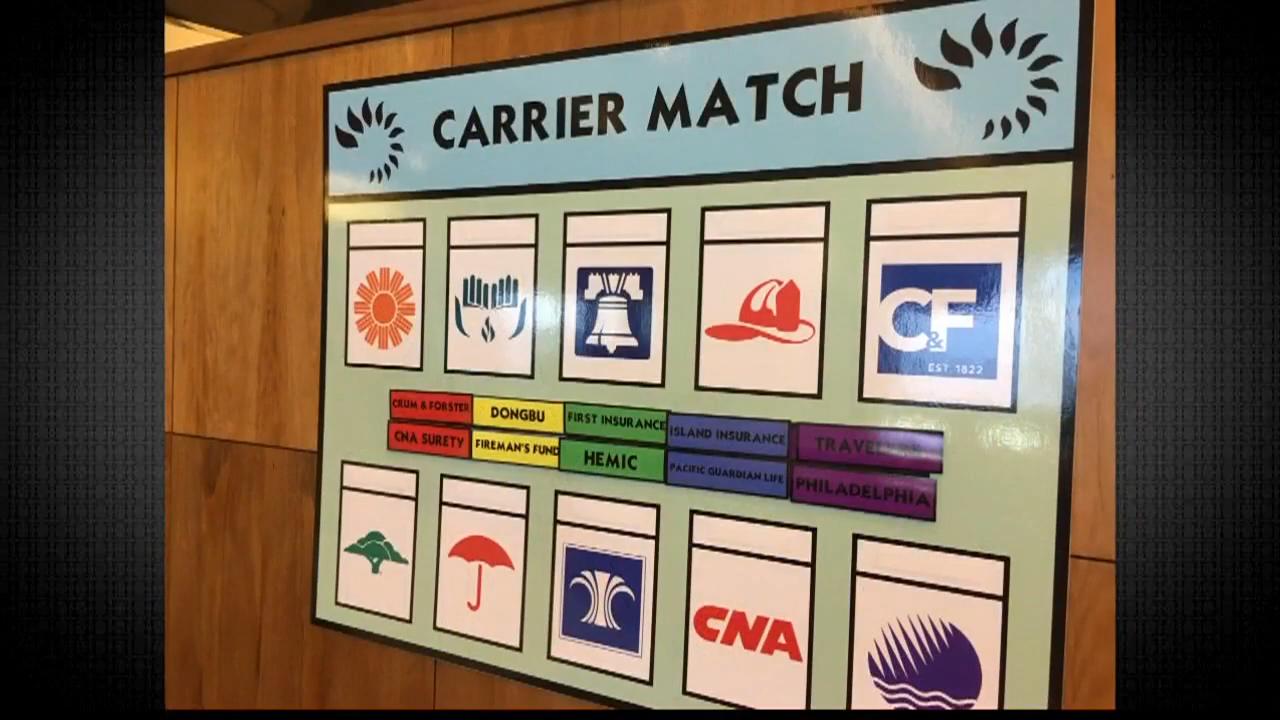 CARRIER MATCH
C&F
EST. 1822
CRUM & FORSTER
DONGBU
FIRST INSURANCE
ISLAND INSURANCE
TRAVELERS
CNA SURETY
FIREMAN'S FUND
HEMIC
PACIFIC GUARDIAN LIFE
PHILADELPHIA
CNA